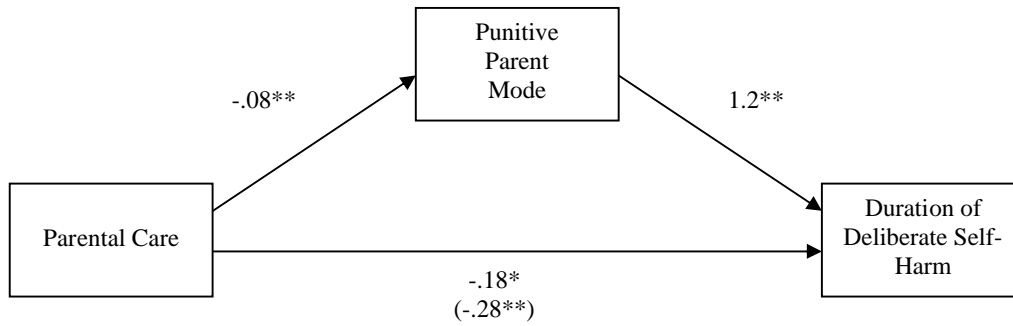 Punitive
Parent
Mode
-.08**
1.2**
Parental Care
Duration of
Deliberate Self-
Harm
-.18*
(-.28**)